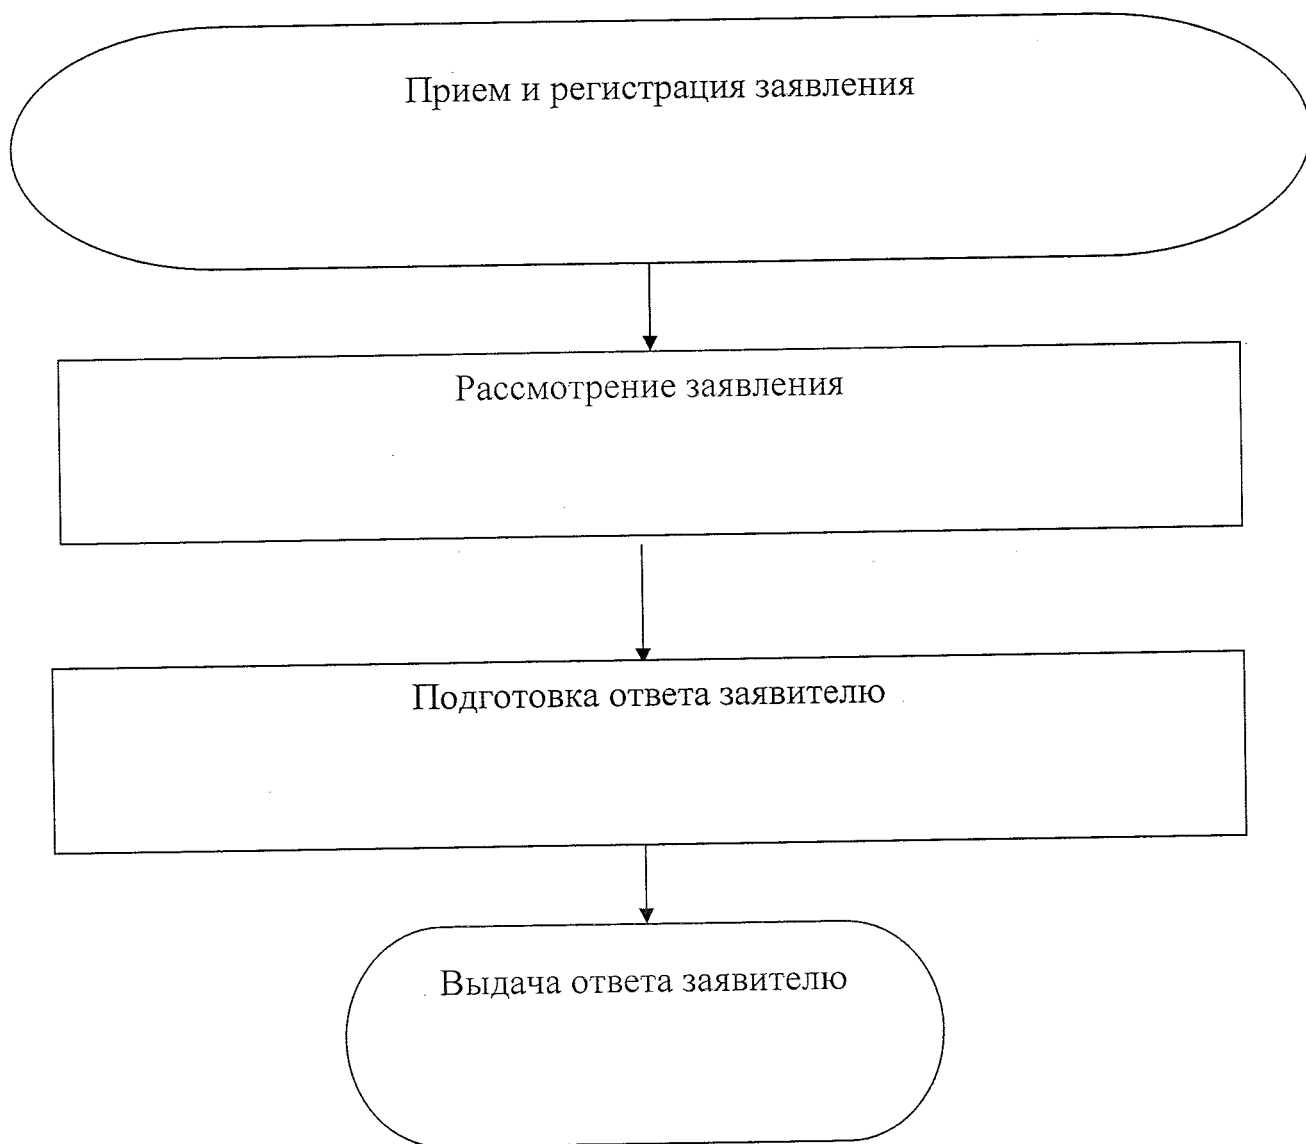 Прием и регистрация заявления
Рассмотрение заявления
Подготовка ответа заявителю
Выдача ответа заявителю